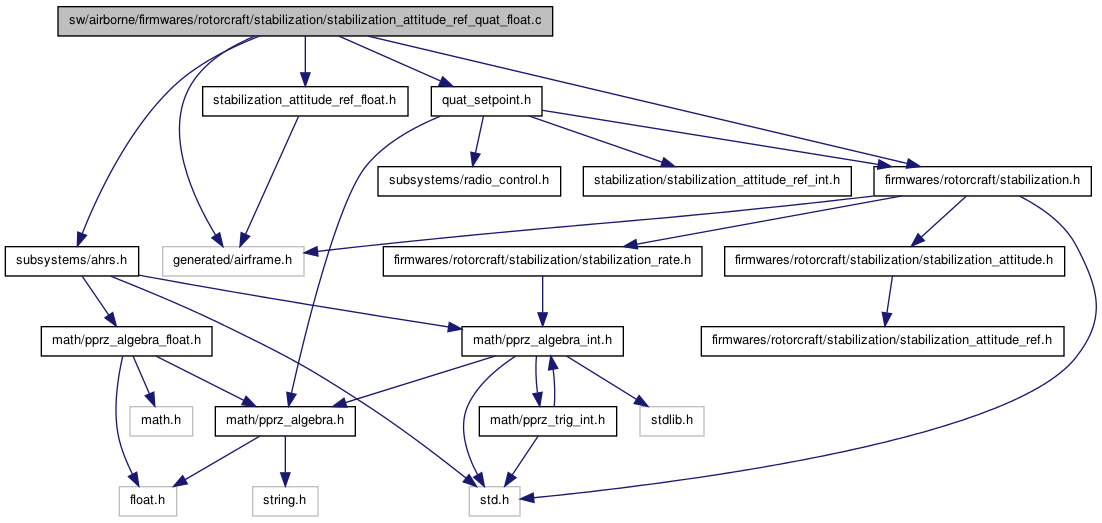 sw/airborne/firmwares/rotorcraft/stabilization/stabilization_attitude_ref_quat_float.c
stabilization_attitude_ref_float.h
quat_setpoint.h
subsystems/radio_control.h
stabilization/stabilization_attitude_ref_int.h
firmwares/rotorcraft/stabilization.h
subsystems/ahrs.h
generated/airframe.h
firmwares/rotorcraft/stabilization/stabilization_rate.h
firmwares/rotorcraft/stabilization/stabilization_attitude.h
math/pprz_algebra_float.h
math/pprz_algebra_int.h
firmwares/rotorcraft/stabilization/stabilization_attitude_ref.h
math.h
math/pprz_algebra.h
math/pprz_trig_int.h
stdlib.h
float.h
string.h
std.h